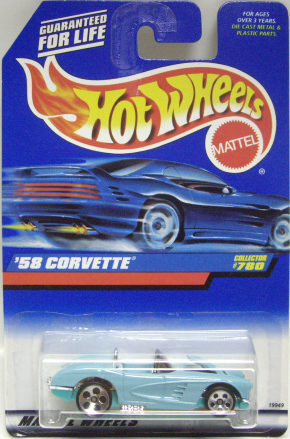 GUARANTEED
FOR LIFE
FOR AGES
OVER 3 YEARS.
DIE CAST METAL &
PLASTIC PARTS.
HOT WHEELS
MATTEL
®
'58 CORVETTE®
COLLECTOR
#780
19949